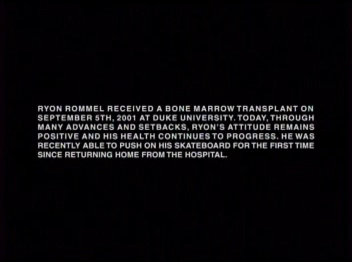 RYON ROMMEL RECEIVED A BONE MARROW TRANSPLANT ON
SEPTEMBER 5TH, 2001 AT DUKE UNIVERSITY. TODAY, THROUGH
MANY ADVANCES AND SETBACKS, RYON'S ATTITUDE REMAINS
POSITIVE AND HIS HEALTH CONTINUES TO PROGRESS. HE WAS
RECENTLY ABLE TO PUSH ON HIS SKATEBOARD FOR THE FIRST TIME
SINCE RETURNING HOME FROM THE HOSPITAL.